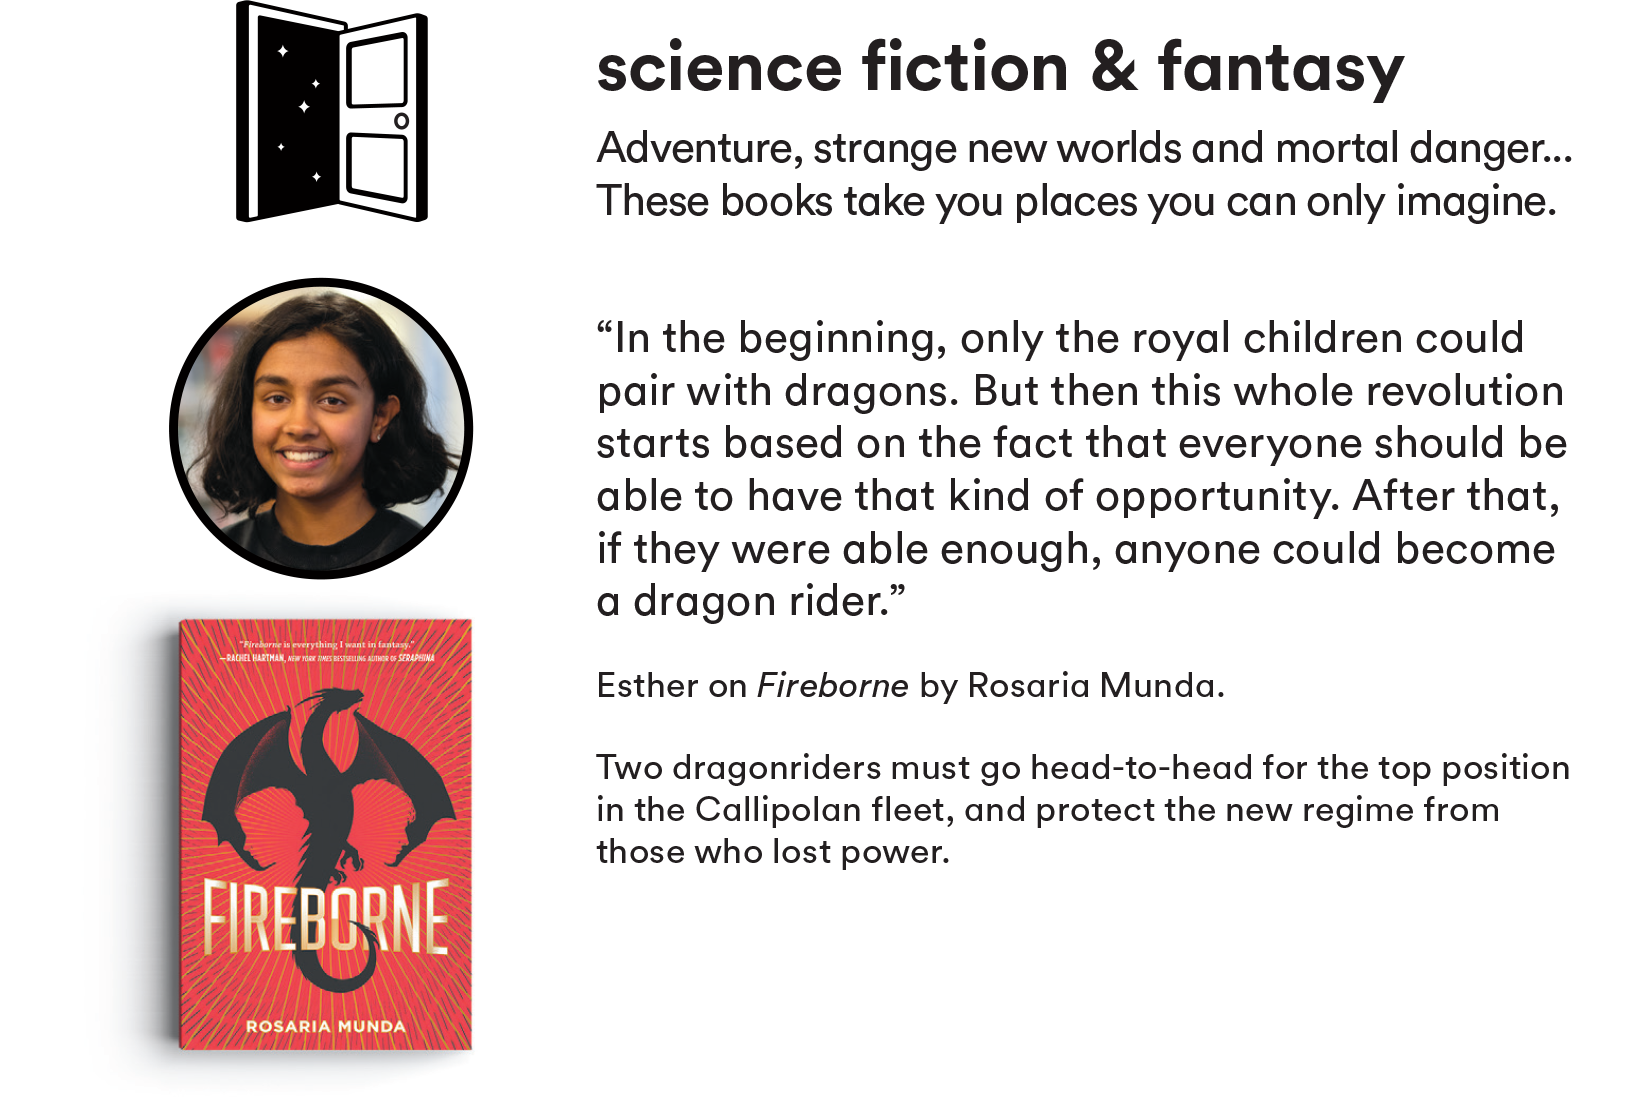 science fiction & fantasy
Adventure, strange new worlds and mortal danger...
These books take you places you can only imagine.
“In the beginning, only the royal children could
pair with dragons. But then this whole revolution
starts based on the fact that everyone should be
able to have that kind of opportunity. After that,
if they were able enough, anyone could become
a dragon rider.”
Esther on Fireborne by Rosaria Munda.
Two dragonriders must go head-to-head for the top position
in the Callipolan fleet, and protect the new regime from
those who lost power.
“Fireborne is everything I want in fantasy.”
—RACHEL HARTMAN, NEW YORK TIMES BESTSELLING AUTHOR OF SERAPHINA
FIREBORNE
ROSARIA MUNDA